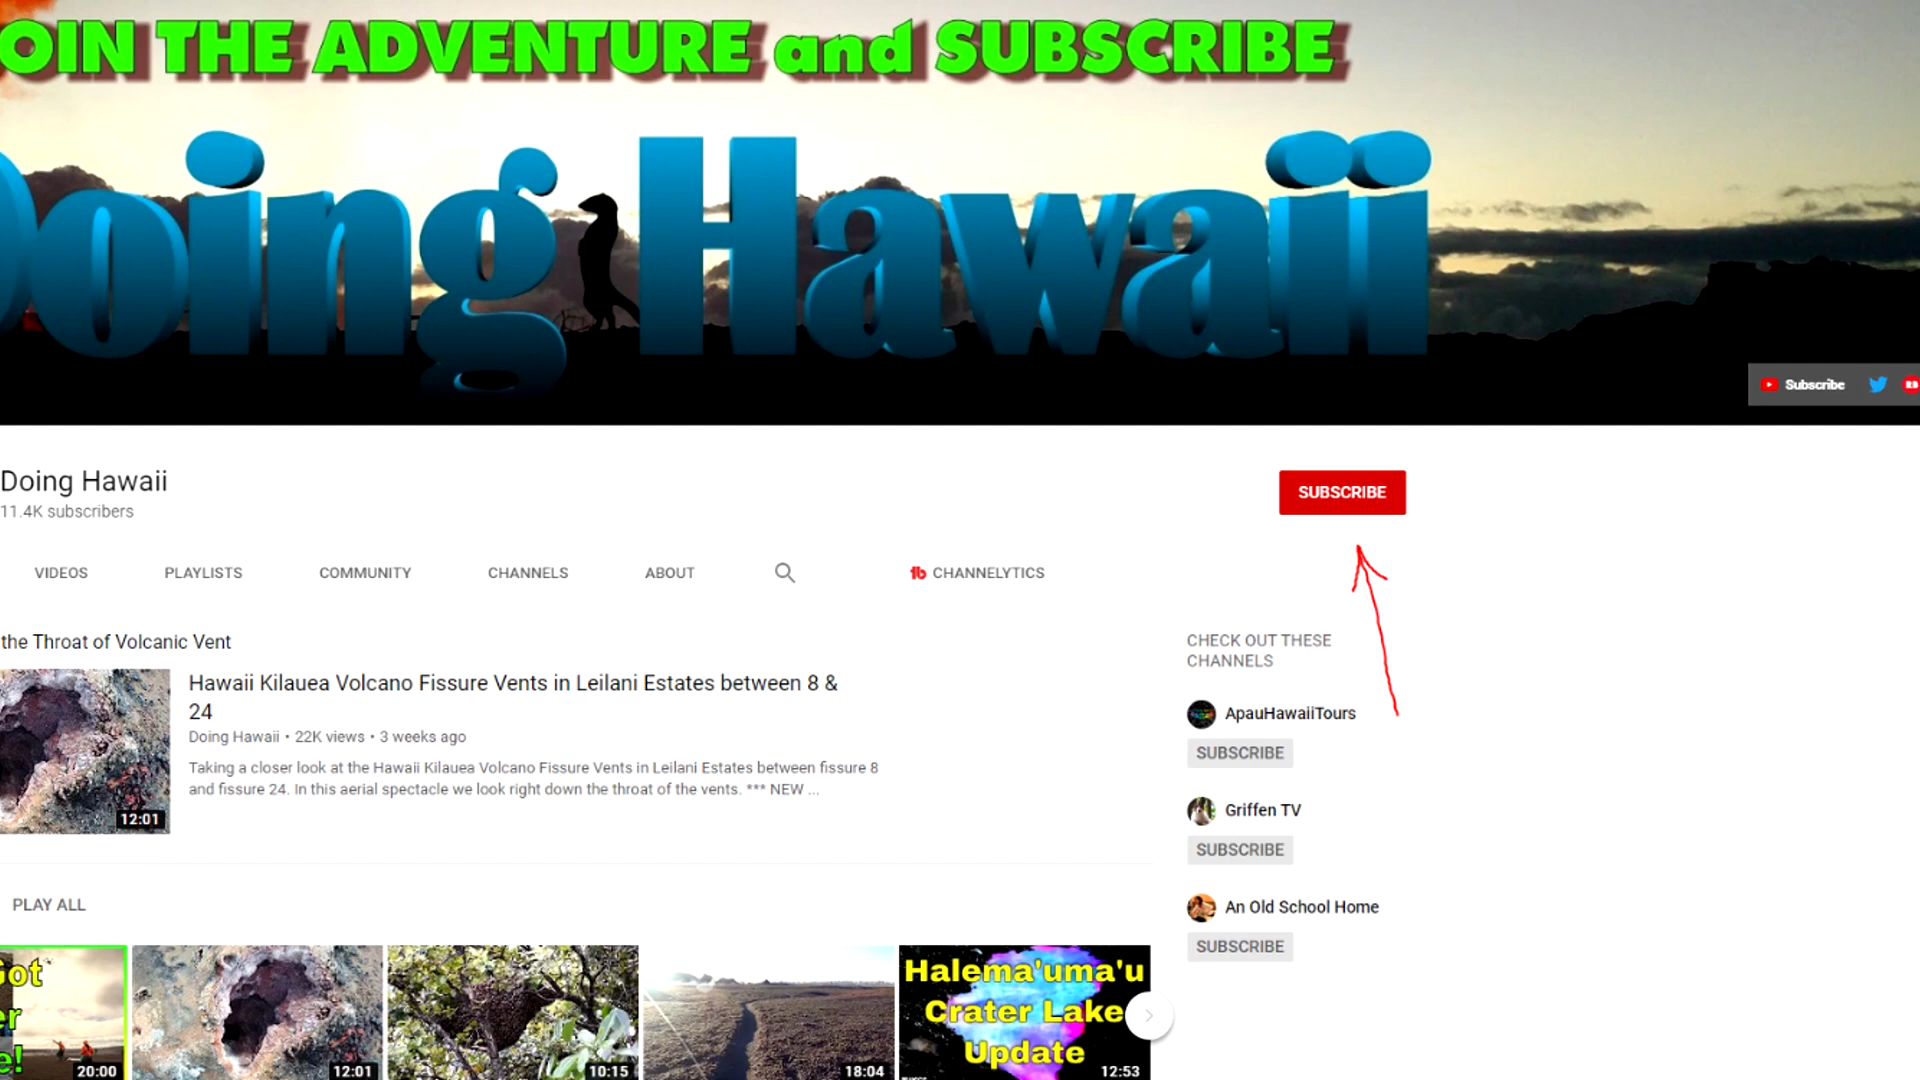 OIN THE ADVENTURE and SUBSCRIBE
Doing Hawaii
Subscribe
Doing Hawaii
11.4K subscribers
SUBSCRIBE
VIDEOS PLAYLISTS COMMUNITY CHANNELS ABOUT CHANNELYTICS
the Throat of Volcanic Vent
Hawaii Kilauea Volcano Fissure Vents in Leilani Estates between 8 &
24
Doing Hawaii • 22K views • 3 weeks ago
Taking a closer look at the Hawaii Kilauea Volcano Fissure Vents in Leilani Estates between fissure 8
and fissure 24. In this aerial spectacle we look right down the throat of the vents. *** NEW ...
12:01
CHECK OUT THESE
CHANNELS
ApauHawaiiTours
SUBSCRIBE
Griffen TV
SUBSCRIBE
An Old School Home
SUBSCRIBE
PLAY ALL
Got
er
e!
20:00
12:01
10:15
18:04
Halema'uma'u
Crater Lake
Update
12:53